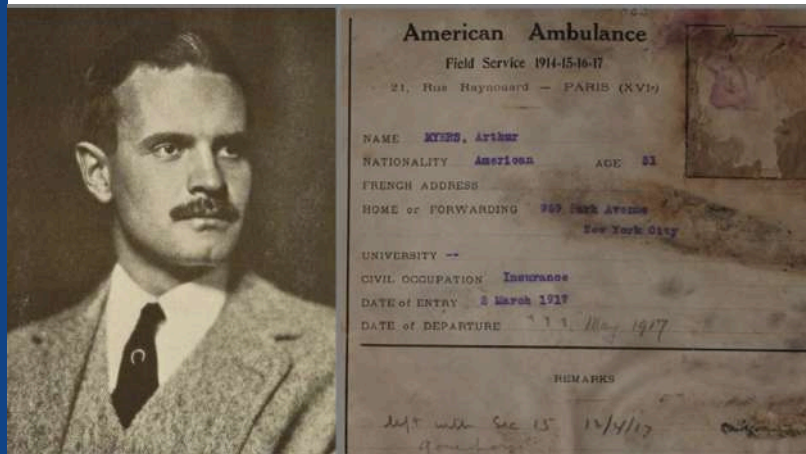 American Ambulance
Field Service 1914-15-16-17
21, Rue Raynouard — PARIS (XVIe)
NAME MYERS, Arthur
NATIONALITY American AGE 31
FRENCH ADDRESS
HOME or FORWARDING Park Avenue
New York City
UNIVERSITY --
CIVIL OCCUPATION Insurance
DATE of ENTRY 2 March 1917
DATE of DEPARTURE May 1917
REMARKS
left with Sec 15 12/4/17